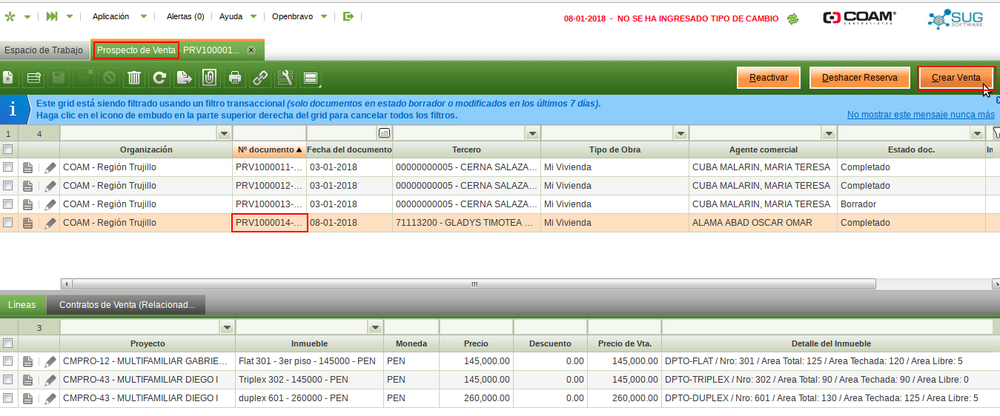 Aplicación Alertas (0) Ayuda Openbravo 08-01-2018 - NO SE HA INGRESADO TIPO DE CAMBIO COAM CONTRATISTAS SUG SOFTWARE
Espacio de Trabajo Prospecto de Venta - PRV100001...
Reactivar Deshacer Reserva Crear Venta
Este grid está siendo filtrado usando un filtro transaccional (solo documentos en estado borrador o modificados en los últimos 7 días).
Haga clic en el icono de embudo en la parte superior derecha del grid para cancelar todos los filtros. No mostrar este mensaje nunca más
1 4
Organización Nº documento Fecha del documento Tercero Tipo de Obra Agente comercial Estado doc.
COAM - Región Trujillo PRV1000011-... 03-01-2018 00000000005 - CERNA SALAZA... Mi Vivienda CUBA MALARIN, MARIA TERESA Completado
COAM - Región Trujillo PRV1000012-... 03-01-2018 00000000005 - CERNA SALAZA... Mi Vivienda CUBA MALARIN, MARIA TERESA Completado
COAM - Región Trujillo PRV1000013-... 03-01-2018 00000000005 - CERNA SALAZA... Mi Vivienda CUBA MALARIN, MARIA TERESA Borrador
COAM - Región Trujillo PRV1000014-... 08-01-2018 71113200 - GLADYS TIMOTEA ... Mi Vivienda ALAMA ABAD OSCAR OMAR Completado
Líneas Contratos de Venta (Relacionad...
3
Proyecto Inmueble Moneda Precio Descuento Precio de Vta. Detalle del Inmueble
CMPRO-12 - MULTIFAMILIAR GABRIE... Flat 301 - 3er piso - 145000 - PEN PEN 145,000.00 0.00 145,000.00 DPTO-FLAT / Nro: 301 / Area Total: 125 / Area Techada: 120 / Area Libre: 5
CMPRO-43 - MULTIFAMILIAR DIEGO I Triplex 302 - 145000 - PEN PEN 145,000.00 0.00 145,000.00 DPTO-TRIPLEX / Nro: 302 / Area Total: 90 / Area Techada: 90 / Area Libre: 0
CMPRO-43 - MULTIFAMILIAR DIEGO I duplex 601 - 260000 - PEN PEN 260,000.00 0.00 260,000.00 DPTO-DUPLEX / Nro: 601 / Area Total: 130 / Area Techada: 125 / Area Libre: 5